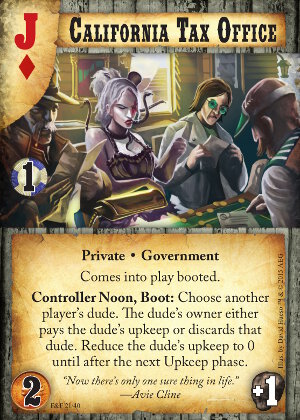 J
CALIFORNIA TAX OFFICE
1
Private • Government
Comes into play booted.
Controller Noon, Boot: Choose another
player's dude. The dude's owner either
pays the dude's upkeep or discards that
dude. Reduce the dude's upkeep to 0
until after the next Upkeep phase.
"Now there's only one sure thing in life."
—Avie Cline
2
F&F 21/40
+1